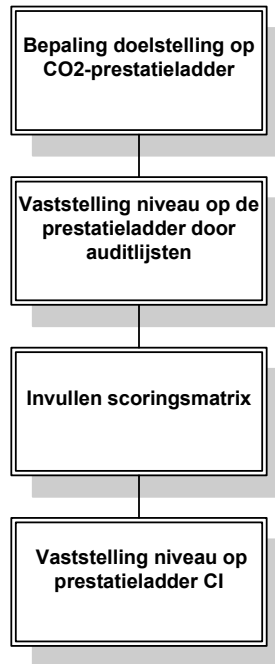 Bepaling doelstelling op
CO2-prestatieladder
Vaststelling niveau op de
prestatieladder door
auditlijsten
Invullen scoringsmatrix
Vaststelling niveau op
prestatieladder CI